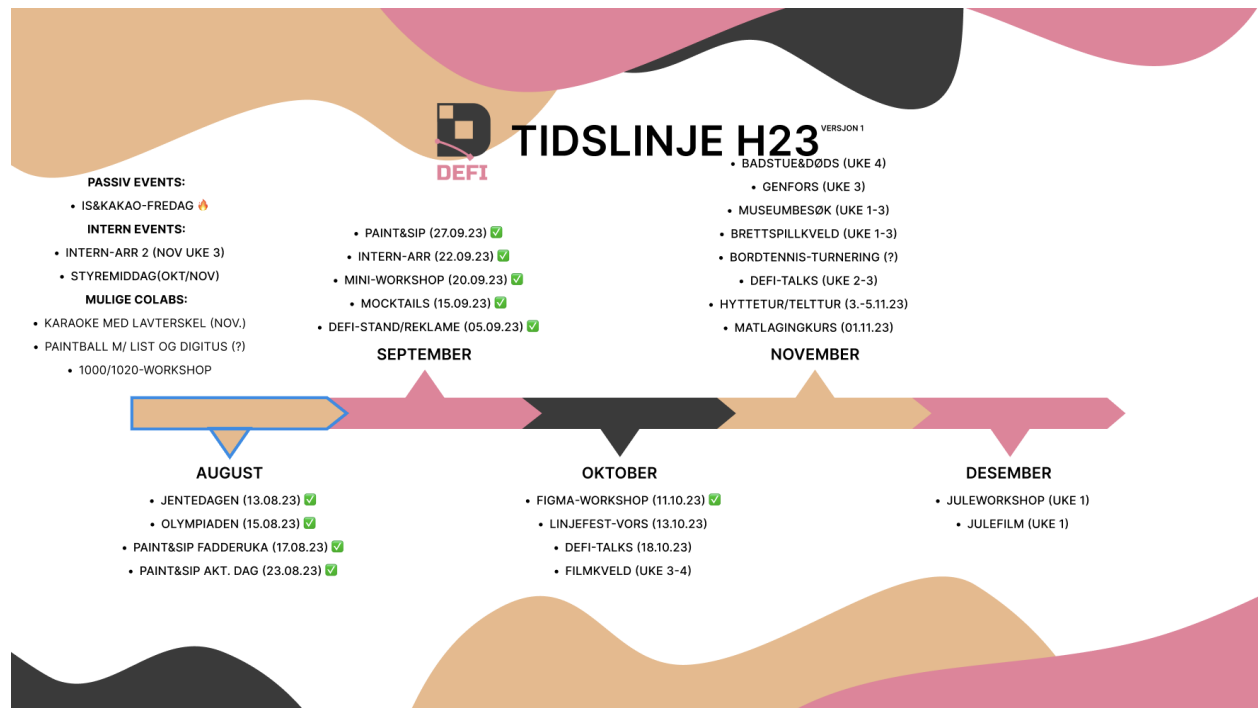 DEFI
TIDSLINJE H23
VERSJON 1
PASSIV EVENTS:
• IS&KAKAO-FREDAG 🔥
INTERN EVENTS:
• INTERN-ARR 2 (NOV UKE 3)
• STYREMIDDAG(OKT/NOV)
MULIGE COLABS:
• KARAOKE MED LAVTERSKEL (NOV.)
• PAINTBALL M/ LIST OG DIGITUS (?)
• 1000/1020-WORKSHOP
• PAINT&SIP (27.09.23) ✅
• INTERN-ARR (22.09.23) ✅
• MINI-WORKSHOP (20.09.23) ✅
• MOCKTAILS (15.09.23) ✅
• DEFI-STAND/REKLAME (05.09.23) ✅
SEPTEMBER
• BADSTUE&DØDS (UKE 4)
• GENFORS (UKE 3)
• MUSEUMBESØK (UKE 1-3)
• BRETTSPILLKVELD (UKE 1-3)
• BORDTENNIS-TURNERING (?)
• DEFI-TALKS (UKE 2-3)
• HYTTETUR/TELTTUR (3.-5.11.23)
• MATLAGINGKURS (01.11.23)
NOVEMBER
AUGUST
• JENTEDAGEN (13.08.23) ✅
• OLYMPIADEN (15.08.23) ✅
• PAINT&SIP FADDERUKA (17.08.23) ✅
• PAINT&SIP AKT. DAG (23.08.23) ✅
OKTOBER
• FIGMA-WORKSHOP (11.10.23) ✅
• LINJEFEST-VORS (13.10.23)
• DEFI-TALKS (18.10.23)
• FILMKVELD (UKE 3-4)
DESEMBER
• JULEWORKSHOP (UKE 1)
• JULEFILM (UKE 1)